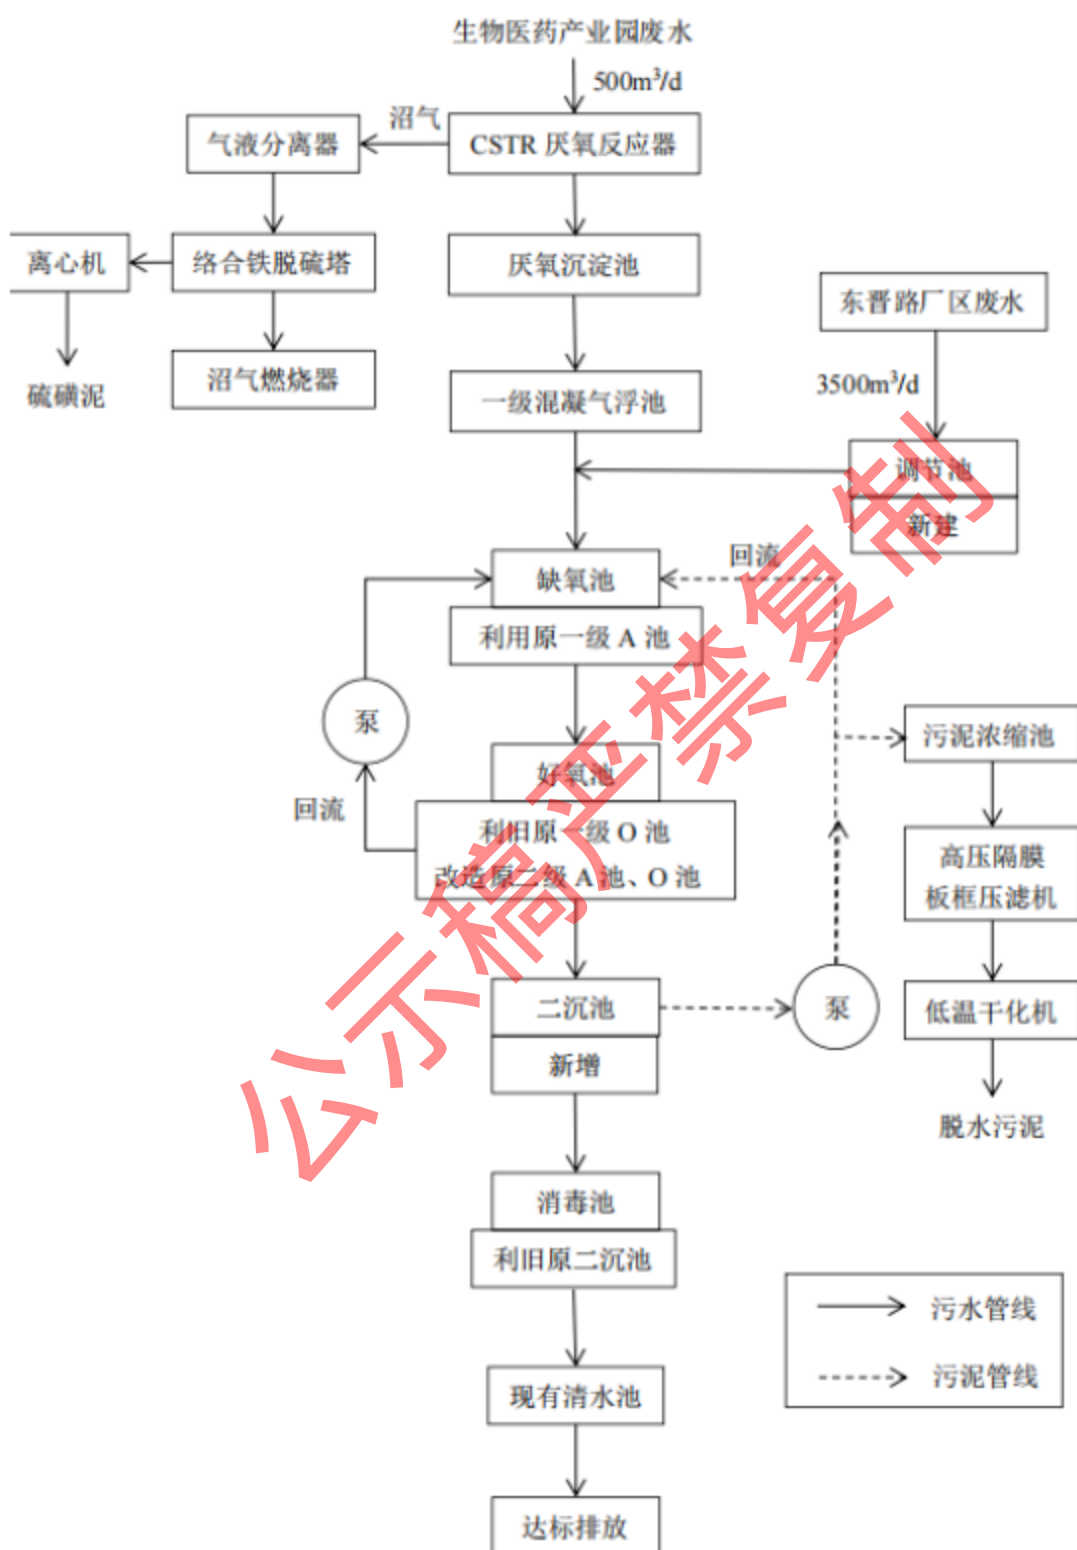 生物医药产业园废水
500m³/d
沼气
气液分离器
CSTR 厌氧反应器
离心机
络合铁脱硫塔
厌氧沉淀池
东晋路厂区废水
硫磺泥
沼气燃烧器
一级混凝气浮池
3500m³/d
调节池
新建
回流
缺氧池
利用原一级 A 池
泵
污泥浓缩池
好氧池
回流
利旧原一级 O 池
改造原二级 A 池、O 池
高压隔膜
板框压滤机
二沉池
新增
泵
低温干化机
脱水污泥
消毒池
利旧原二沉池
污水管线
污泥管线
现有清水池
达标排放
公示稿严禁复制